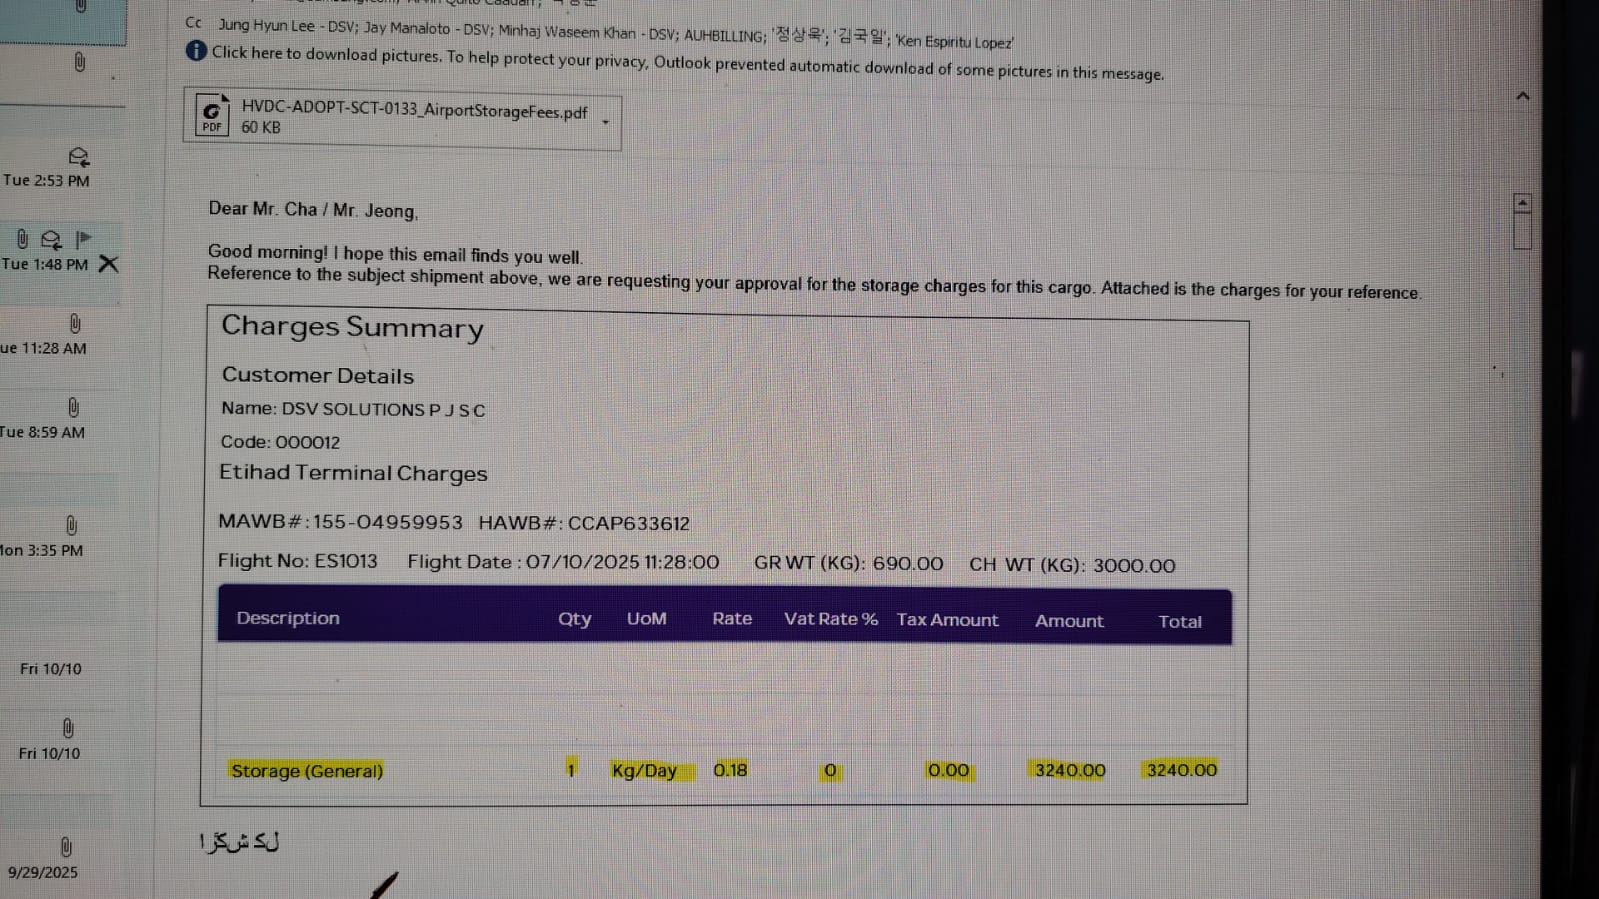 Cc Jung Hyun Lee - DSV; Jay Manaloto - DSV; Minhaj Waseem Khan - DSV; AUHBILLING; '정상욱'; '김국일'; 'Ken Espiritu Lopez'
Click here to download pictures. To help protect your privacy, Outlook prevented automatic download of some pictures in this message.
HVDC-ADOPT-SCT-0133_AirportStorageFees.pdf
PDF
60 KB
Tue 2:53 PM
Tue 1:48 PM
ue 11:28 AM
Tue 8:59 AM
Mon 3:35 PM
Fri 10/10
Fri 10/10
9/29/2025
Dear Mr. Cha / Mr. Jeong,
Good morning! I hope this email finds you well.
Reference to the subject shipment above, we are requesting your approval for the storage charges for this cargo. Attached is the charges for your reference.
Charges Summary
Customer Details
Name: DSV SOLUTIONS P J S C
Code: 000012
Etihad Terminal Charges
MAWB#: 155-04959953 HAWB#: CCAP633612
Flight No: ES1013 Flight Date : 07/10/2025 11:28:00 GR WT (KG): 690.00 CH WT (KG): 3000.00
Description Qty UoM Rate Vat Rate % Tax Amount Amount Total
Storage (General) 1 Kg/Day 0.18 0 0.00 3240.00 3240.00